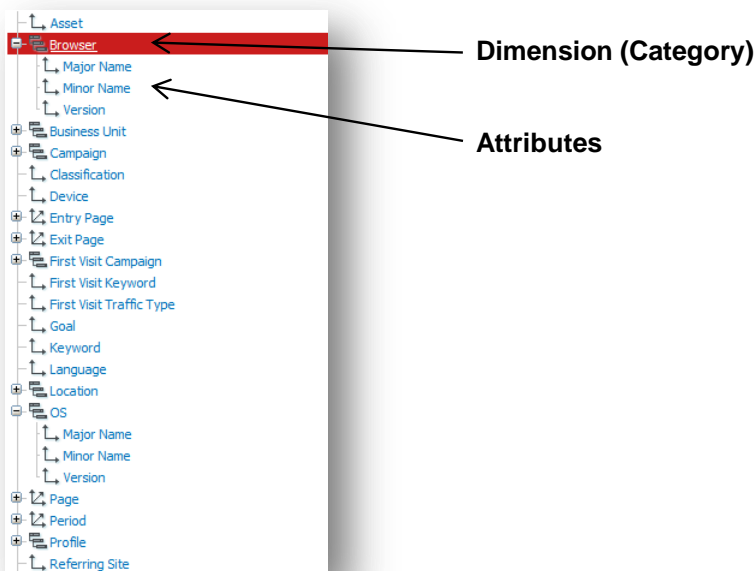 Asset
Browser
Dimension (Category)
Major Name
Minor Name
Version
Attributes
Business Unit
Campaign
Classification
Device
Entry Page
Exit Page
First Visit Campaign
First Visit Keyword
First Visit Traffic Type
Goal
Keyword
Language
Location
OS
Major Name
Minor Name
Version
Page
Period
Profile
Referring Site